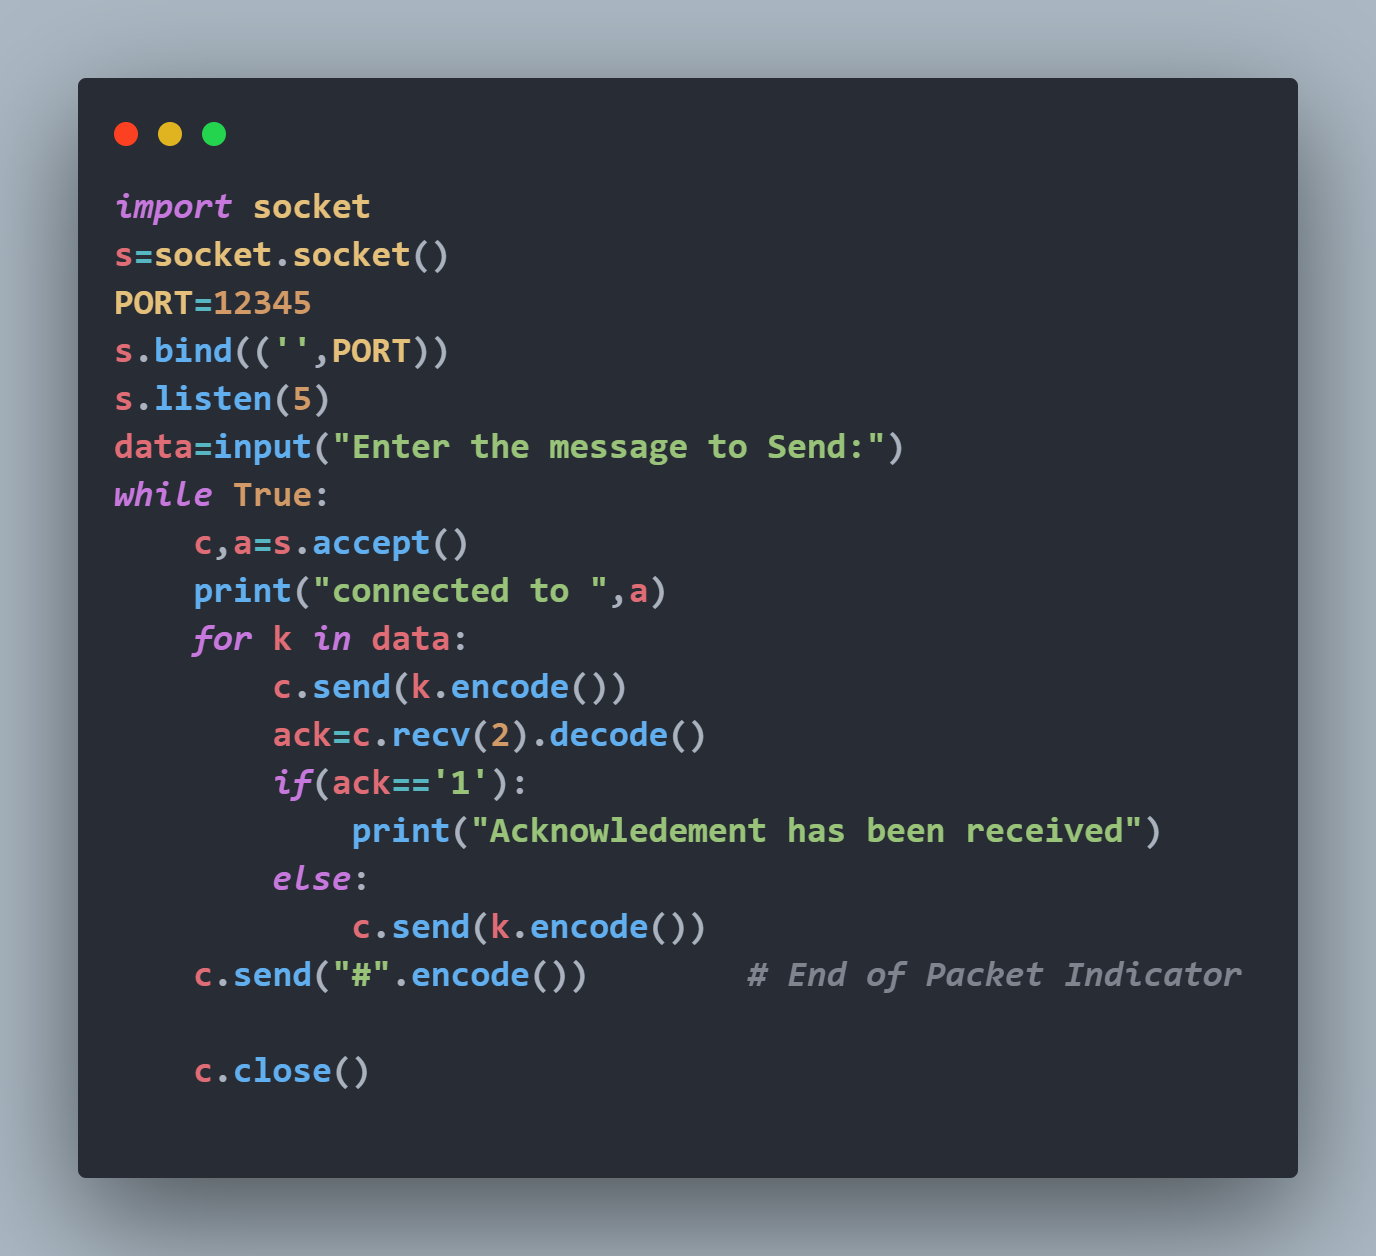 import socket
s=socket.socket()
PORT=12345
s.bind(('',PORT))
s.listen(5)
data=input("Enter the message to Send:")
while True:
    c,a=s.accept()
    print("connected to ",a)
    for k in data:
        c.send(k.encode())
        ack=c.recv(2).decode()
        if(ack=='1'):
            print("Acknowledement has been received")
        else:
            c.send(k.encode())
    c.send("#".encode())        # End of Packet Indicator

    c.close()